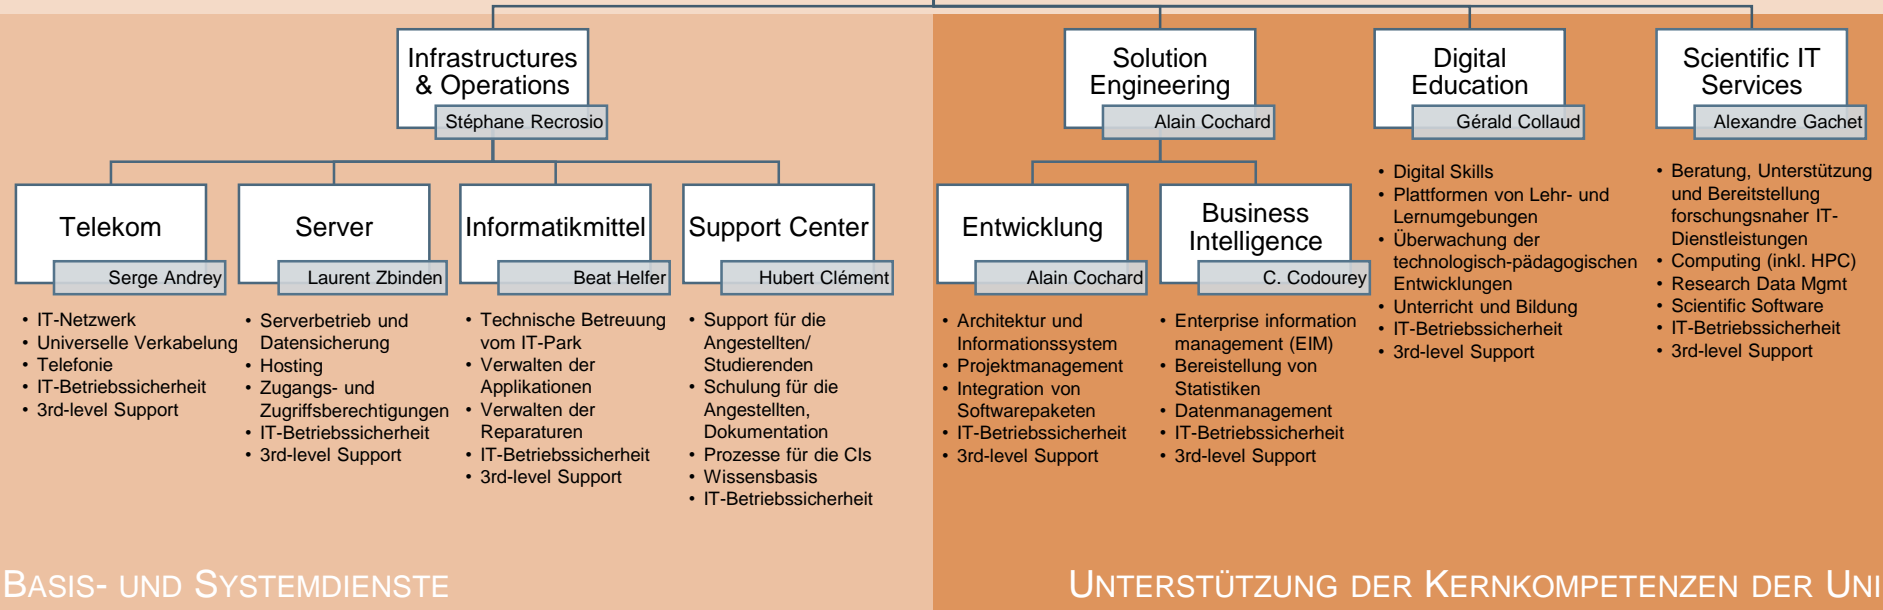 Infrastructures
& Operations
Stéphane Recrosio
Solution
Engineering
Alain Cochard
Digital
Education
Gérald Collaud
Scientific IT
Services
Alexandre Gachet
Telekom
Serge Andrey
• IT-Netzwerk
• Universelle Verkabelung
• Telefonie
• IT-Betriebssicherheit
• 3rd-level Support
Server
Laurent Zbinden
• Serverbetrieb und
Datensicherung
• Hosting
• Zugangs- und
Zugriffsberechtigungen
• IT-Betriebssicherheit
• 3rd-level Support
Informatikmittel
Beat Helfer
• Technische Betreuung
vom IT-Park
• Verwalten der
Applikationen
• Verwalten der
Reparaturen
• IT-Betriebssicherheit
• 3rd-level Support
Support Center
Hubert Clément
• Support für die
Angestellten/
Studierenden
• Schulung für die
Angestellten,
Dokumentation
• Prozesse für die CIs
• Wissensbasis
• IT-Betriebssicherheit
Entwicklung
Alain Cochard
• Architektur und
Informationssystem
• Projektmanagement
• Integration von
Softwarepaketen
• IT-Betriebssicherheit
• 3rd-level Support
Business
Intelligence
C. Codourey
• Enterprise information
management (EIM)
• Bereistellung von
Statistiken
• Datenmanagement
• IT-Betriebssicherheit
• 3rd-level Support
• Digital Skills
• Plattformen von Lehr- und
Lernumgebungen
• Überwachung der
technologisch-pädagogischen
Entwicklungen
• Unterricht und Bildung
• IT-Betriebssicherheit
• 3rd-level Support
• Beratung, Unterstützung
und Bereitstellung
forschungsnaher IT-
Dienstleistungen
• Computing (inkl. HPC)
• Research Data Mgmt
• Scientific Software
• IT-Betriebssicherheit
• 3rd-level Support
BASIS- UND SYSTEMDIENSTE
UNTERSTÜTZUNG DER KERNKOMPETENZEN DER UNI